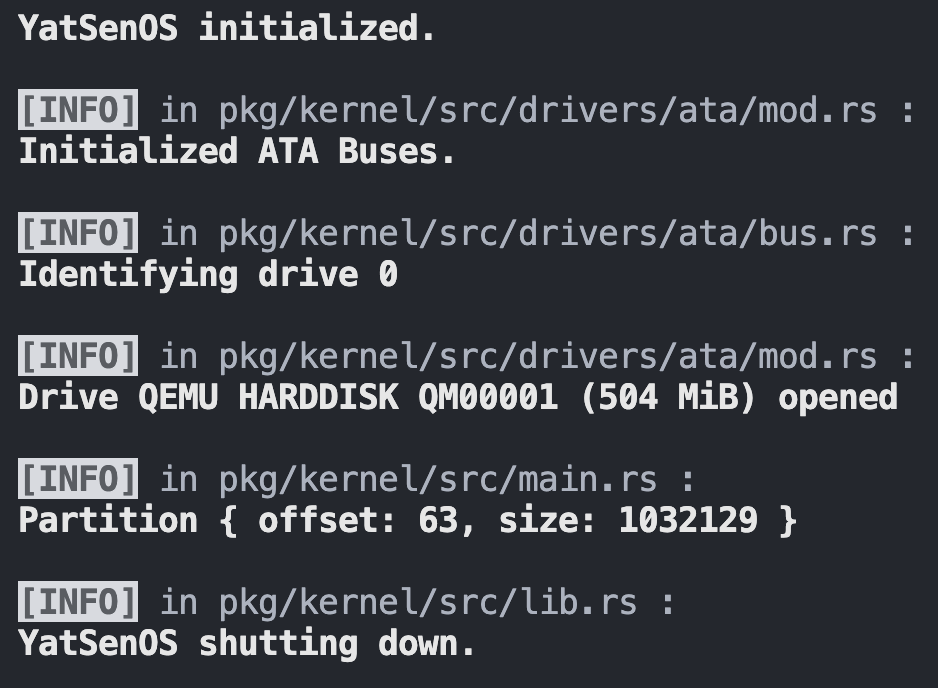 YatSenOS initialized.
[INFO] in pkg/kernel/src/drivers/ata/mod.rs :
Initialized ATA Buses.
[INFO] in pkg/kernel/src/drivers/ata/bus.rs :
Identifying drive 0
[INFO] in pkg/kernel/src/drivers/ata/mod.rs :
Drive QEMU HARDDISK QM00001 (504 MiB) opened
[INFO] in pkg/kernel/src/main.rs :
Partition { offset: 63, size: 1032129 }
[INFO] in pkg/kernel/src/lib.rs :
YatSenOS shutting down.